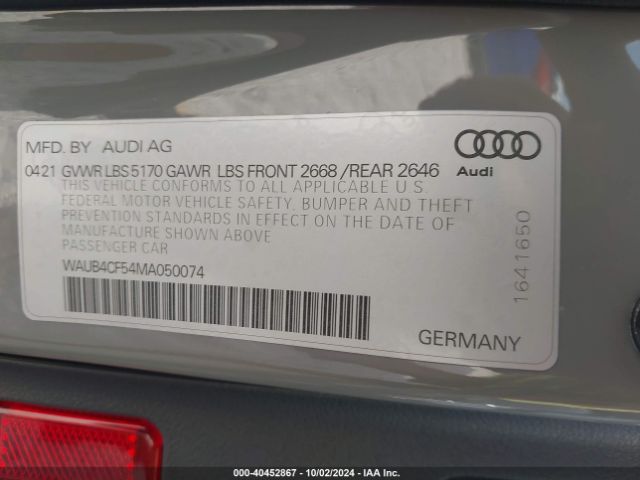 MFD. BY AUDI AG
0421 GVWR LBS 5170 GAWR LBS FRONT 2668 /REAR 2646
Audi
THIS VEHICLE CONFORMS TO ALL APPLICABLE U.S.
FEDERAL MOTOR VEHICLE SAFETY, BUMPER AND THEFT
PREVENTION STANDARDS IN EFFECT ON THE DATE OF
MANUFACTURE SHOWN ABOVE
PASSENGER CAR
WAUB4CF54MA050074
1641650
GERMANY
000-40452867 - 10/02/2024 - IAA Inc.